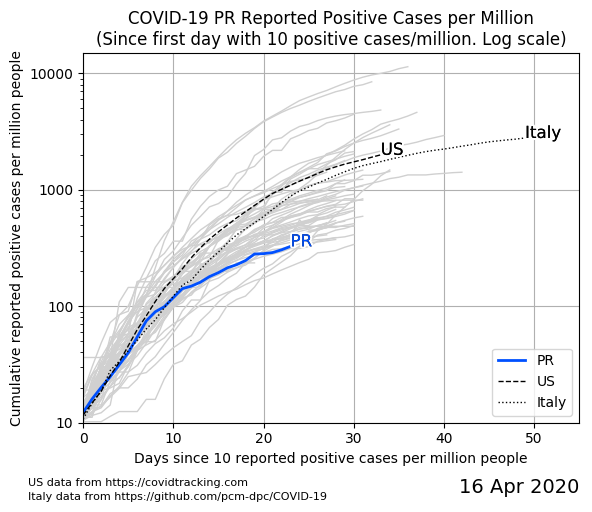 COVID-19 PR Reported Positive Cases per Million
(Since first day with 10 positive cases/million. Log scale)
Cumulative reported positive cases per million people
10000
1000
100
10
US
Italy
PR
PR
US
Italy
0
10
20
30
40
50
Days since 10 reported positive cases per million people
US data from https://covidtracking.com
Italy data from https://github.com/pcm-dpc/COVID-19
16 Apr 2020